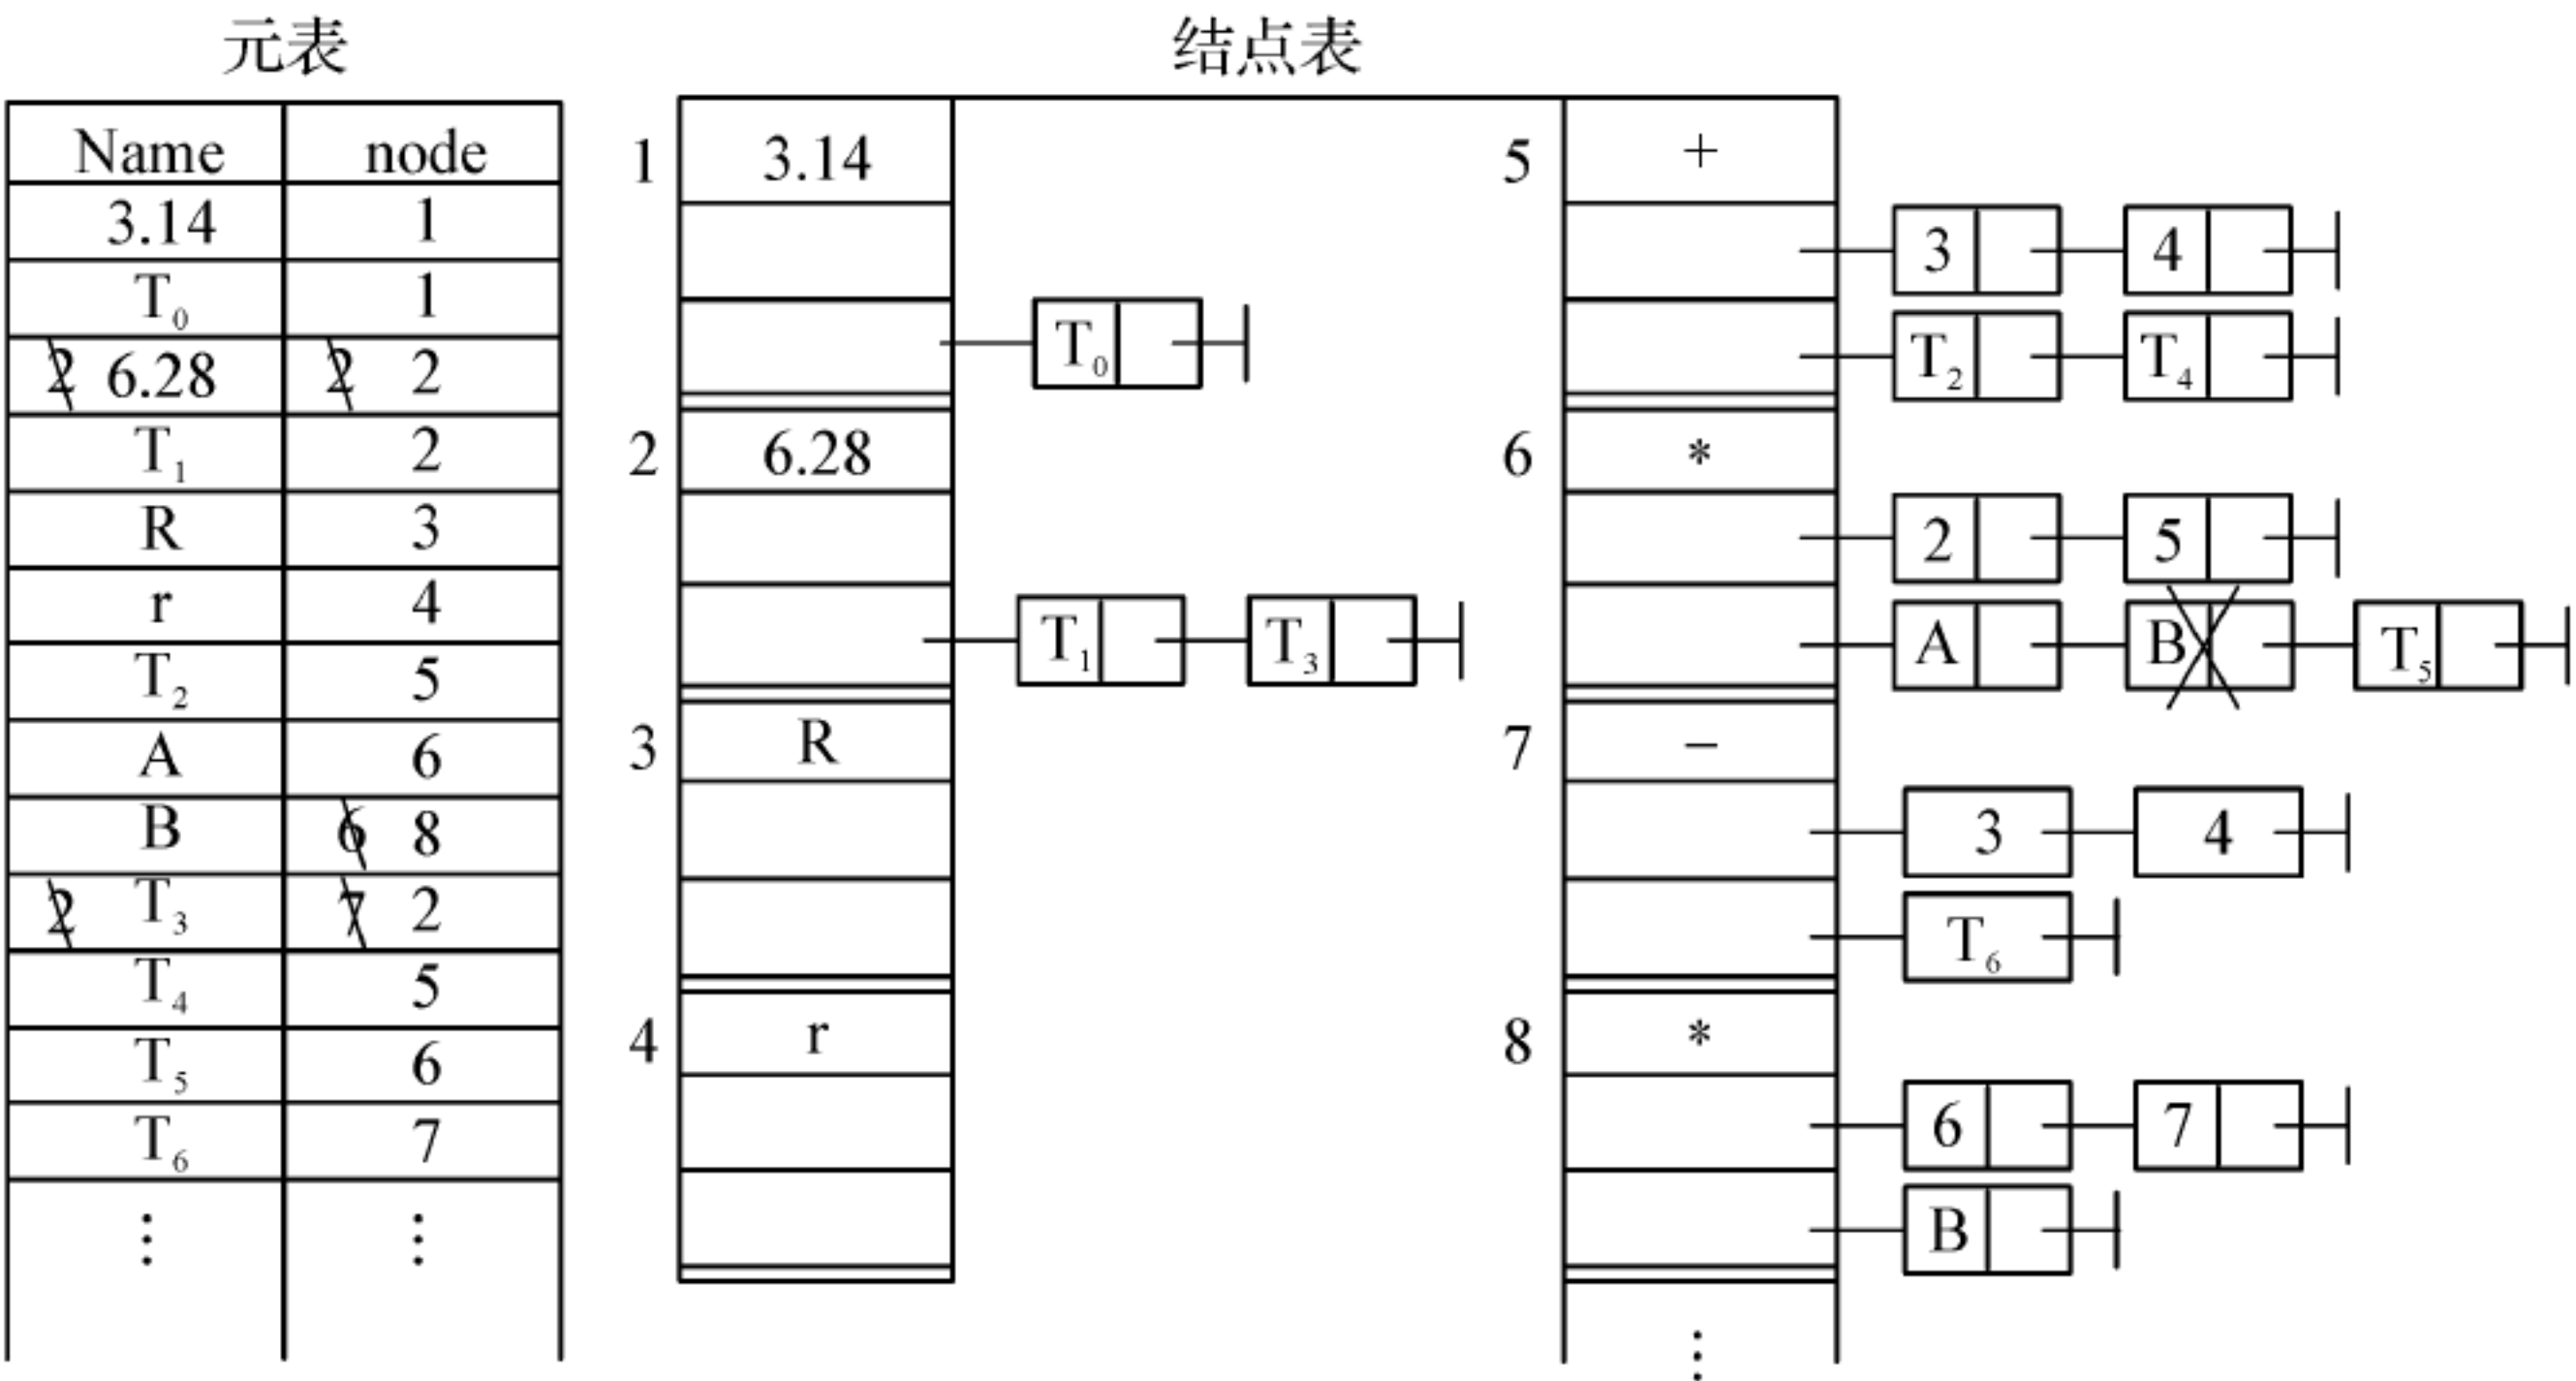 元表
Name node
3.14 1
T₀ 1
2 6.28 2 2
T₁ 2
R 3
r 4
T₂ 5
A 6
B 6 8
2 T₃ 7 2
T₄ 5
T₅ 6
T₆ 7
⋮ ⋮
结点表
1 3.14
T₀
2 6.28
T₁ T₃
3 R
4 r
5 +
3 4
T₂ T₄
6 *
2 5
A B T₅
7 −
3 4
T₆
8 *
6 7
B
⋮